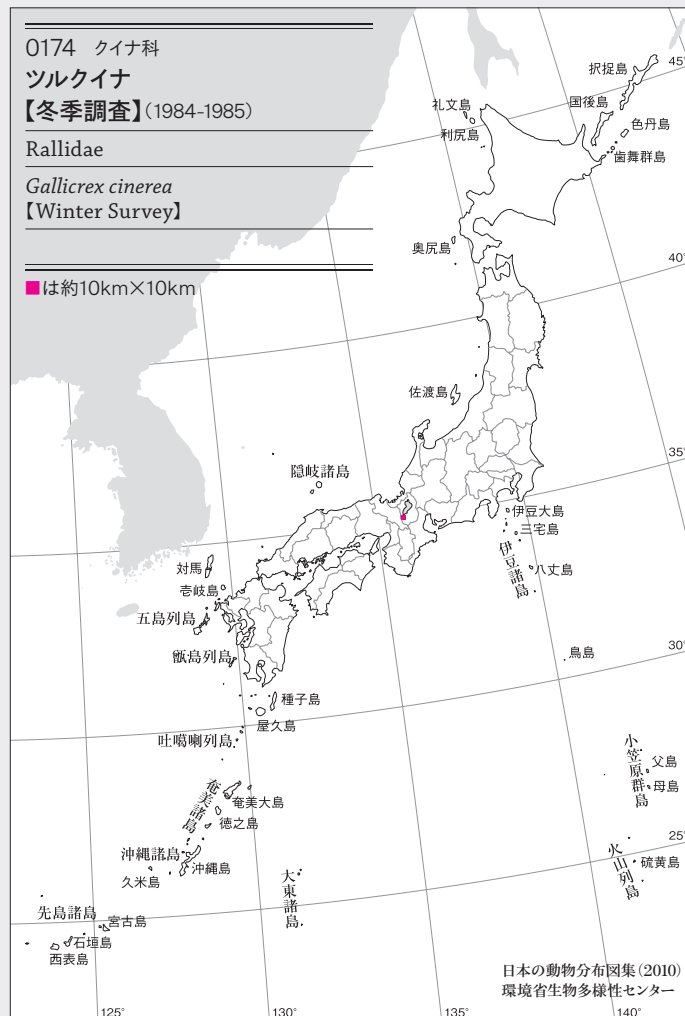 0174 クイナ科
ツルクイナ
【冬季調査】(1984-1985)
Rallidae
Gallicrex cinerea
【Winter Survey】
■は約10km×10km
択捉島
45°
国後島
礼文島
色丹島
利尻島
歯舞群島
奥尻島
40°
佐渡島
35°
隠岐諸島
伊豆大島
三宅島
伊豆諸島
八丈島
対馬
壱岐島
五島列島
甑島列島
鳥島
30°
種子島
屋久島
吐噶喇列島
小笠原群島
父島
母島
奄美諸島
奄美大島
徳之島
25°
沖縄諸島
沖縄島
久米島
大東諸島
火山列島
硫黄島
先島諸島
宮古島
石垣島
西表島
日本の動物分布図集(2010)
環境省生物多様性センター
125°
130°
135°
140°